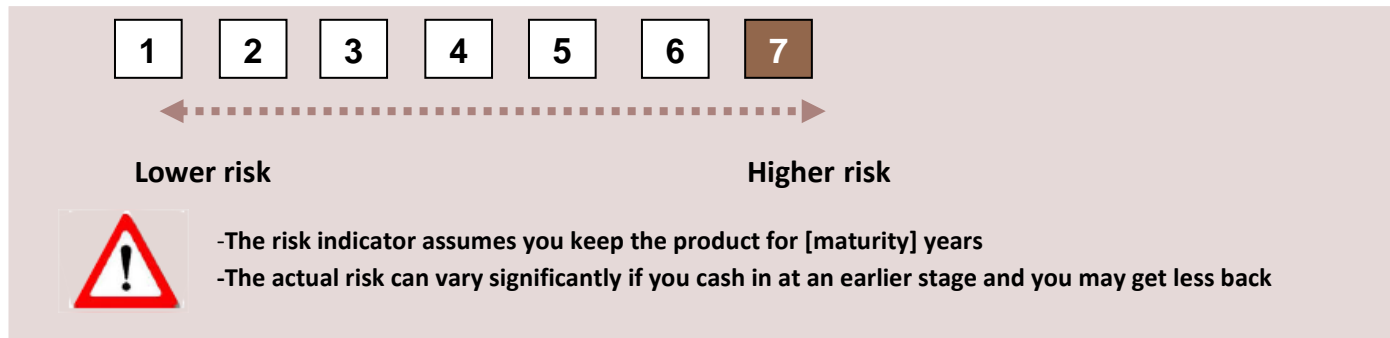 1 2 3 4 5 6 7
Lower risk Higher risk
-The risk indicator assumes you keep the product for [maturity] years
-The actual risk can vary significantly if you cash in at an earlier stage and you may get less back